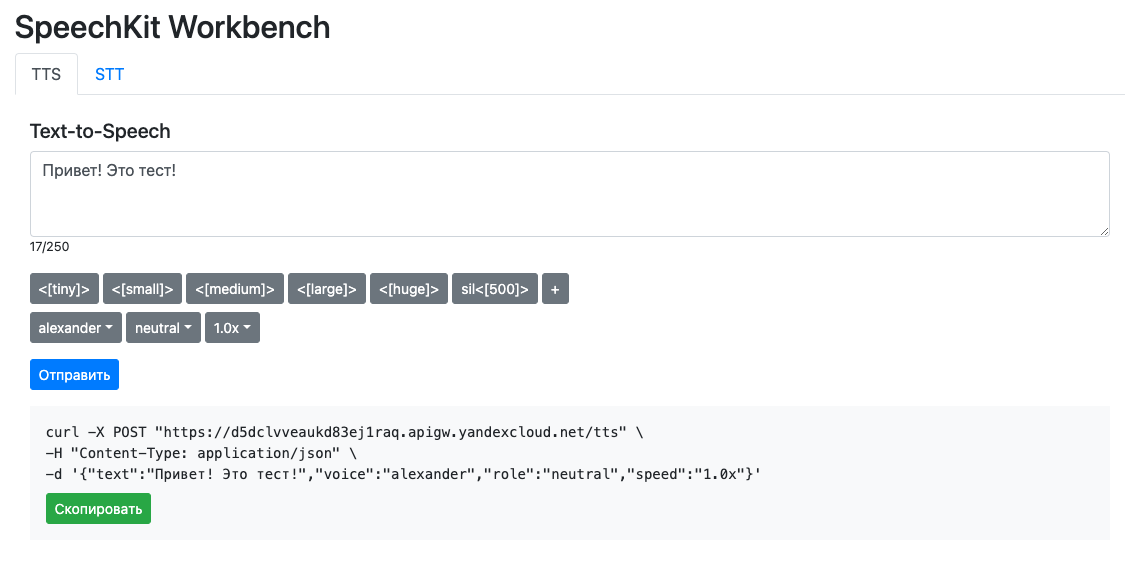 SpeechKit Workbench
TTS STT
Text-to-Speech
Привет! Это тест!
17/250
<[tiny]> <[small]> <[medium]> <[large]> <[huge]> sil<[500]> +
alexander neutral 1.0x
Отправить
curl -X POST "https://d5dclvveaukd83ej1raq.apigw.yandexcloud.net/tts" \
-H "Content-Type: application/json" \
-d '{"text":"Привет! Это тест!","voice":"alexander","role":"neutral","speed":"1.0x"}'
Скопировать